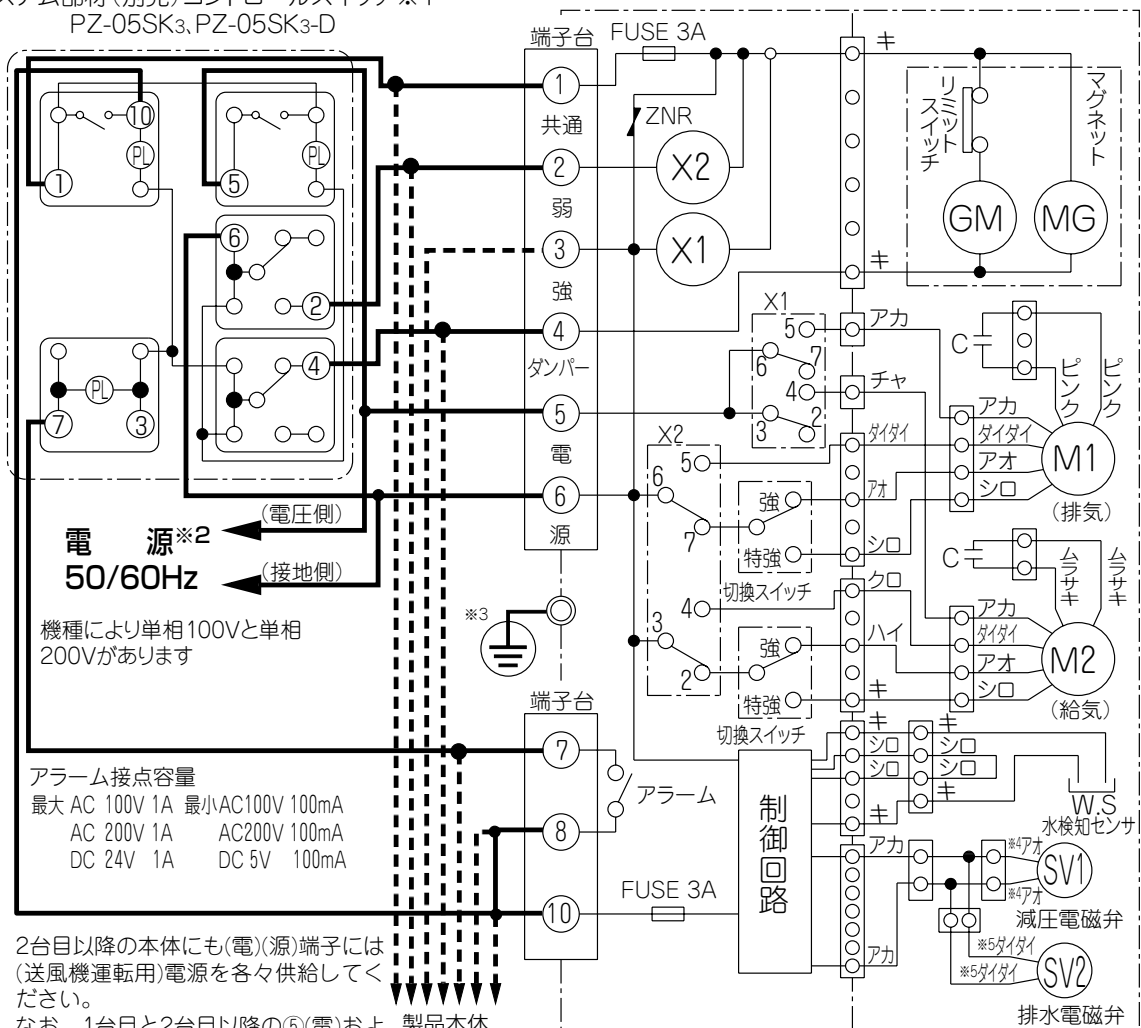 PZ-05SK3、PZ-05SK3-D
端子台
FUSE 3A
キ
1
共通
ZNR
リミットスイッチ
マグネット
10
PL
1
PL
5
2
弱
X2
GM
MG
6
2
3
強
X1
キ
4
4
ダンパー
X1
5
6
7
4
3
2
アカ
チャ
C
ピンク
ピンク
7
PL
3
5
電
X2
5
6
7
4
3
2
ダイダイ
アオ
シロ
アカ
ダイダイ
アオ
シロ
M1
(排気)
6
源
強
特強
切換スイッチ
(電圧側)
電 源※2
50/60Hz
(接地側)
機種により単相100Vと単相
200Vがあります
※3
クロ
ハイ
キ
C
ムラサキ
ムラサキ
アカ
ダイダイ
アオ
シロ
M2
(給気)
強
特強
切換スイッチ
端子台
7
アラーム
8
10
FUSE 3A
制御回路
キ
シロ
シロ
キ
キ
シロ
シロ
キ
W.S
水検知センサ
アラーム接点容量
最大 AC 100V 1A 最小AC100V 100mA
AC 200V 1A AC200V 100mA
DC 24V 1A DC 5V 100mA
アカ
アカ
※4アオ
※4アオ
SV1
減圧電磁弁
※5ダイダイ
※5ダイダイ
SV2
排水電磁弁
2台目以降の本体にも(電)(源)端子には
(送風機運転用)電源を各々供給してく
ださい。
製品本体